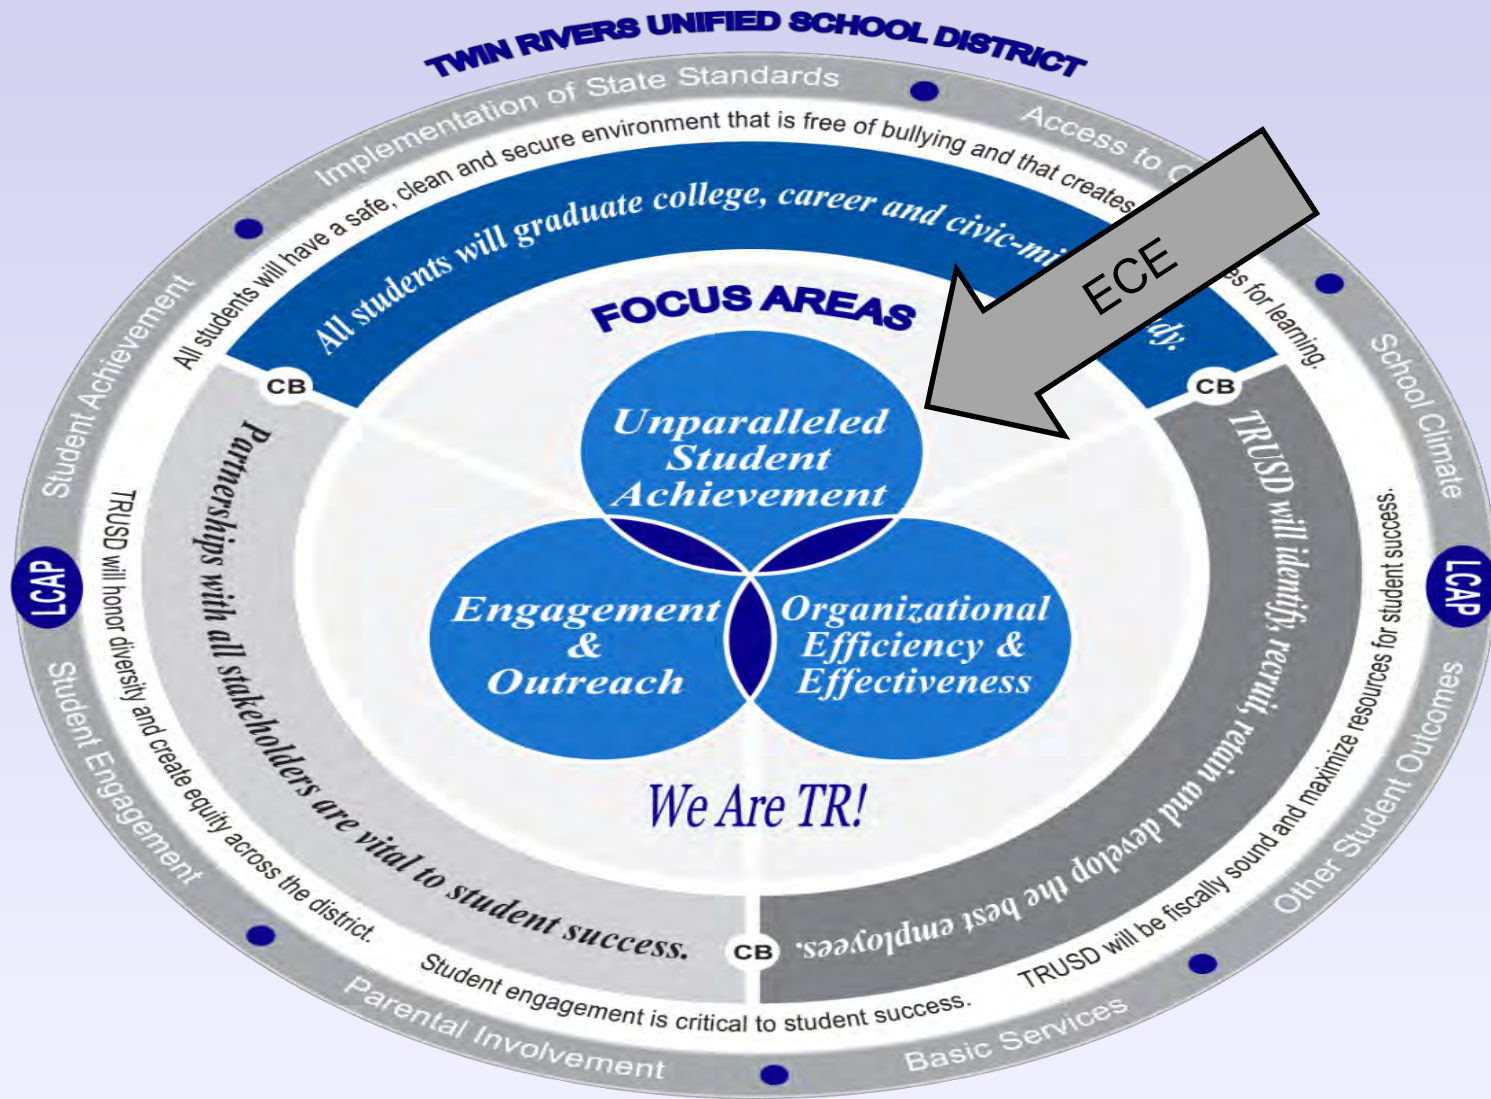 TWIN RIVERS UNIFIED SCHOOL DISTRICT
Implementation of State Standards
Access to
School Climate
Other Student Outcomes
Basic Services
Parental Involvement
Student Engagement
Student Achievement
LCAP
LCAP
All students will have a safe, clean and secure environment that is free of bullying and that creates
for learning.
TRUSD will be fiscally sound and maximize resources for student success.
Student engagement is critical to student success.
TRUSD will honor diversity and create equity across the district.
All students will graduate college, career and
TRUSD will identify, recruit, retain and develop the best employees.
Partnerships with all stakeholders are vital to student success.
CB
CB
CB
ECE
FOCUS AREAS
Unparalleled
Student
Achievement
Engagement
&
Outreach
Organizational
Efficiency &
Effectiveness
We Are TR!